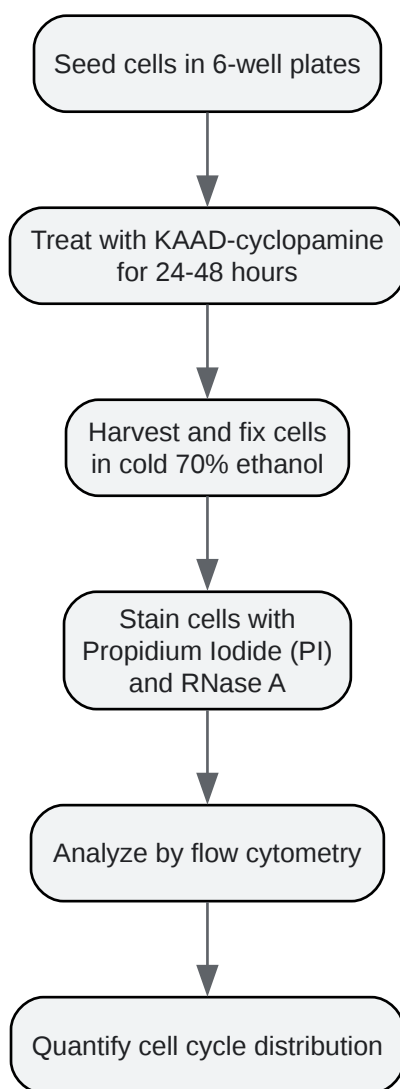 Seed cells in 6-well plates
Treat with KAAD-cyclopamine
for 24-48 hours
Harvest and fix cells
in cold 70% ethanol
Stain cells with
Propidium Iodide (PI)
and RNase A
Analyze by flow cytometry
Quantify cell cycle distribution